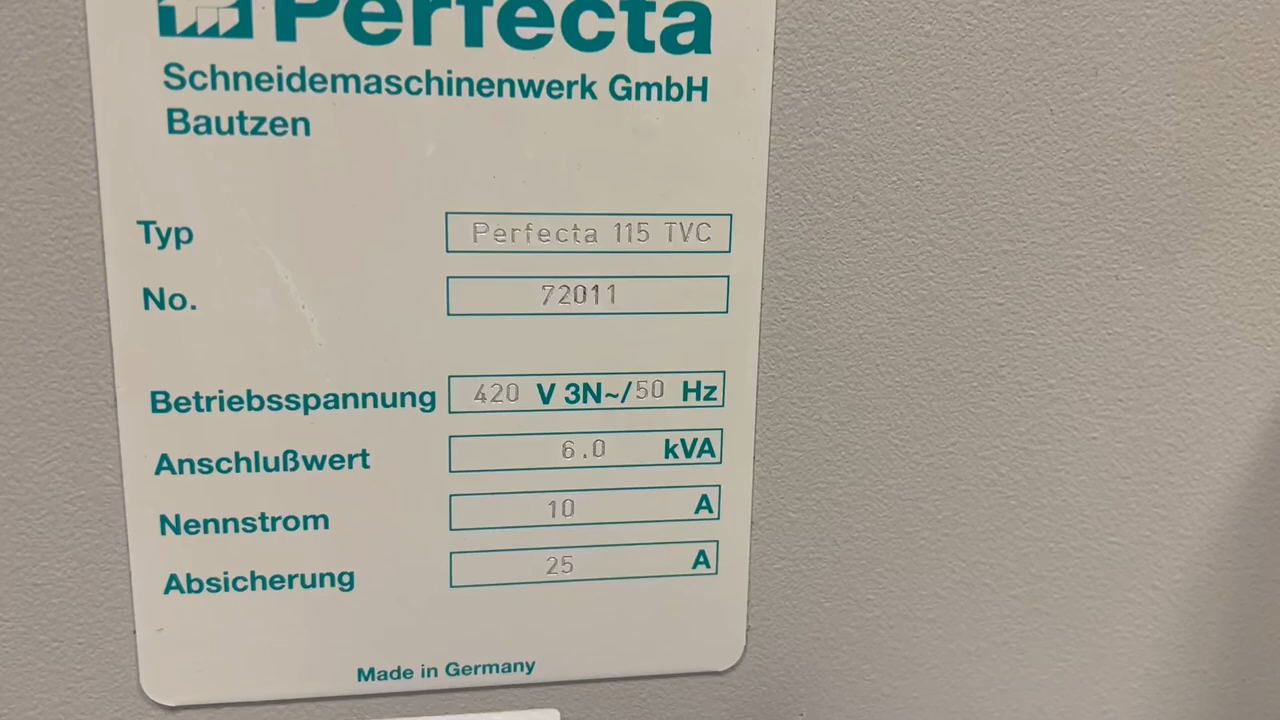 Perfecta
Schneidemaschinenwerk GmbH
Bautzen
Typ Perfecta 115 TVC
No. 72011
Betriebsspannung 420 V 3N~/50 Hz
Anschlußwert 6.0 kVA
Nennstrom 10 A
Absicherung 25 A
Made in Germany